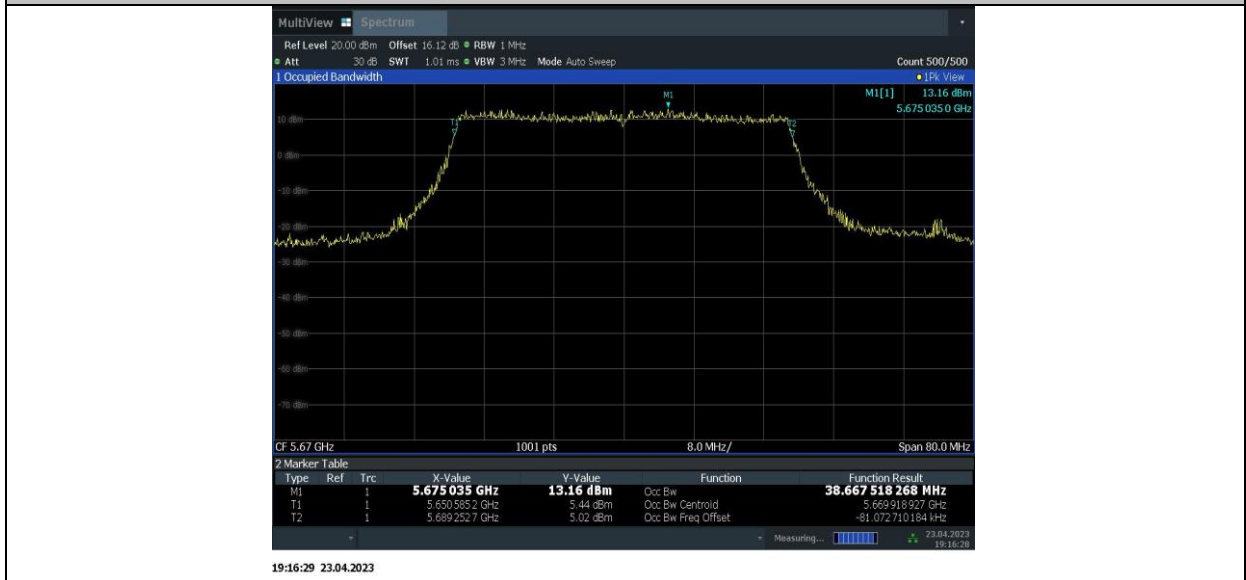 MultiView Spectrum
Ref Level 20.00 dBm Offset 16.12 dB RBW 1 MHz
Att 30 dB SWT 1.01 ms VBW 3 MHz Mode Auto Sweep Count 500/500
1 Occupied Bandwidth 1Pk View
M1[1] 13.16 dBm
5.675 035 0 GHz
M1
10 dBm
T1
T2
0 dBm
-10 dBm
-20 dBm
-30 dBm
-40 dBm
-50 dBm
-60 dBm
-70 dBm
CF 5.67 GHz 1001 pts 8.0 MHz/ Span 80.0 MHz
2 Marker Table
Type Ref Trc X-Value Y-Value Function Function Result
M1 1 5.675 035 GHz 13.16 dBm Occ Bw 38.667 518 268 MHz
T1 1 5.650 585 2 GHz 5.44 dBm Occ Bw Centroid 5.669 918 927 GHz
T2 1 5.689 252 7 GHz 5.02 dBm Occ Bw Freq Offset -81.072 710 184 kHz
Measuring... 23.04.2023
19:16:28
19:16:29 23.04.2023